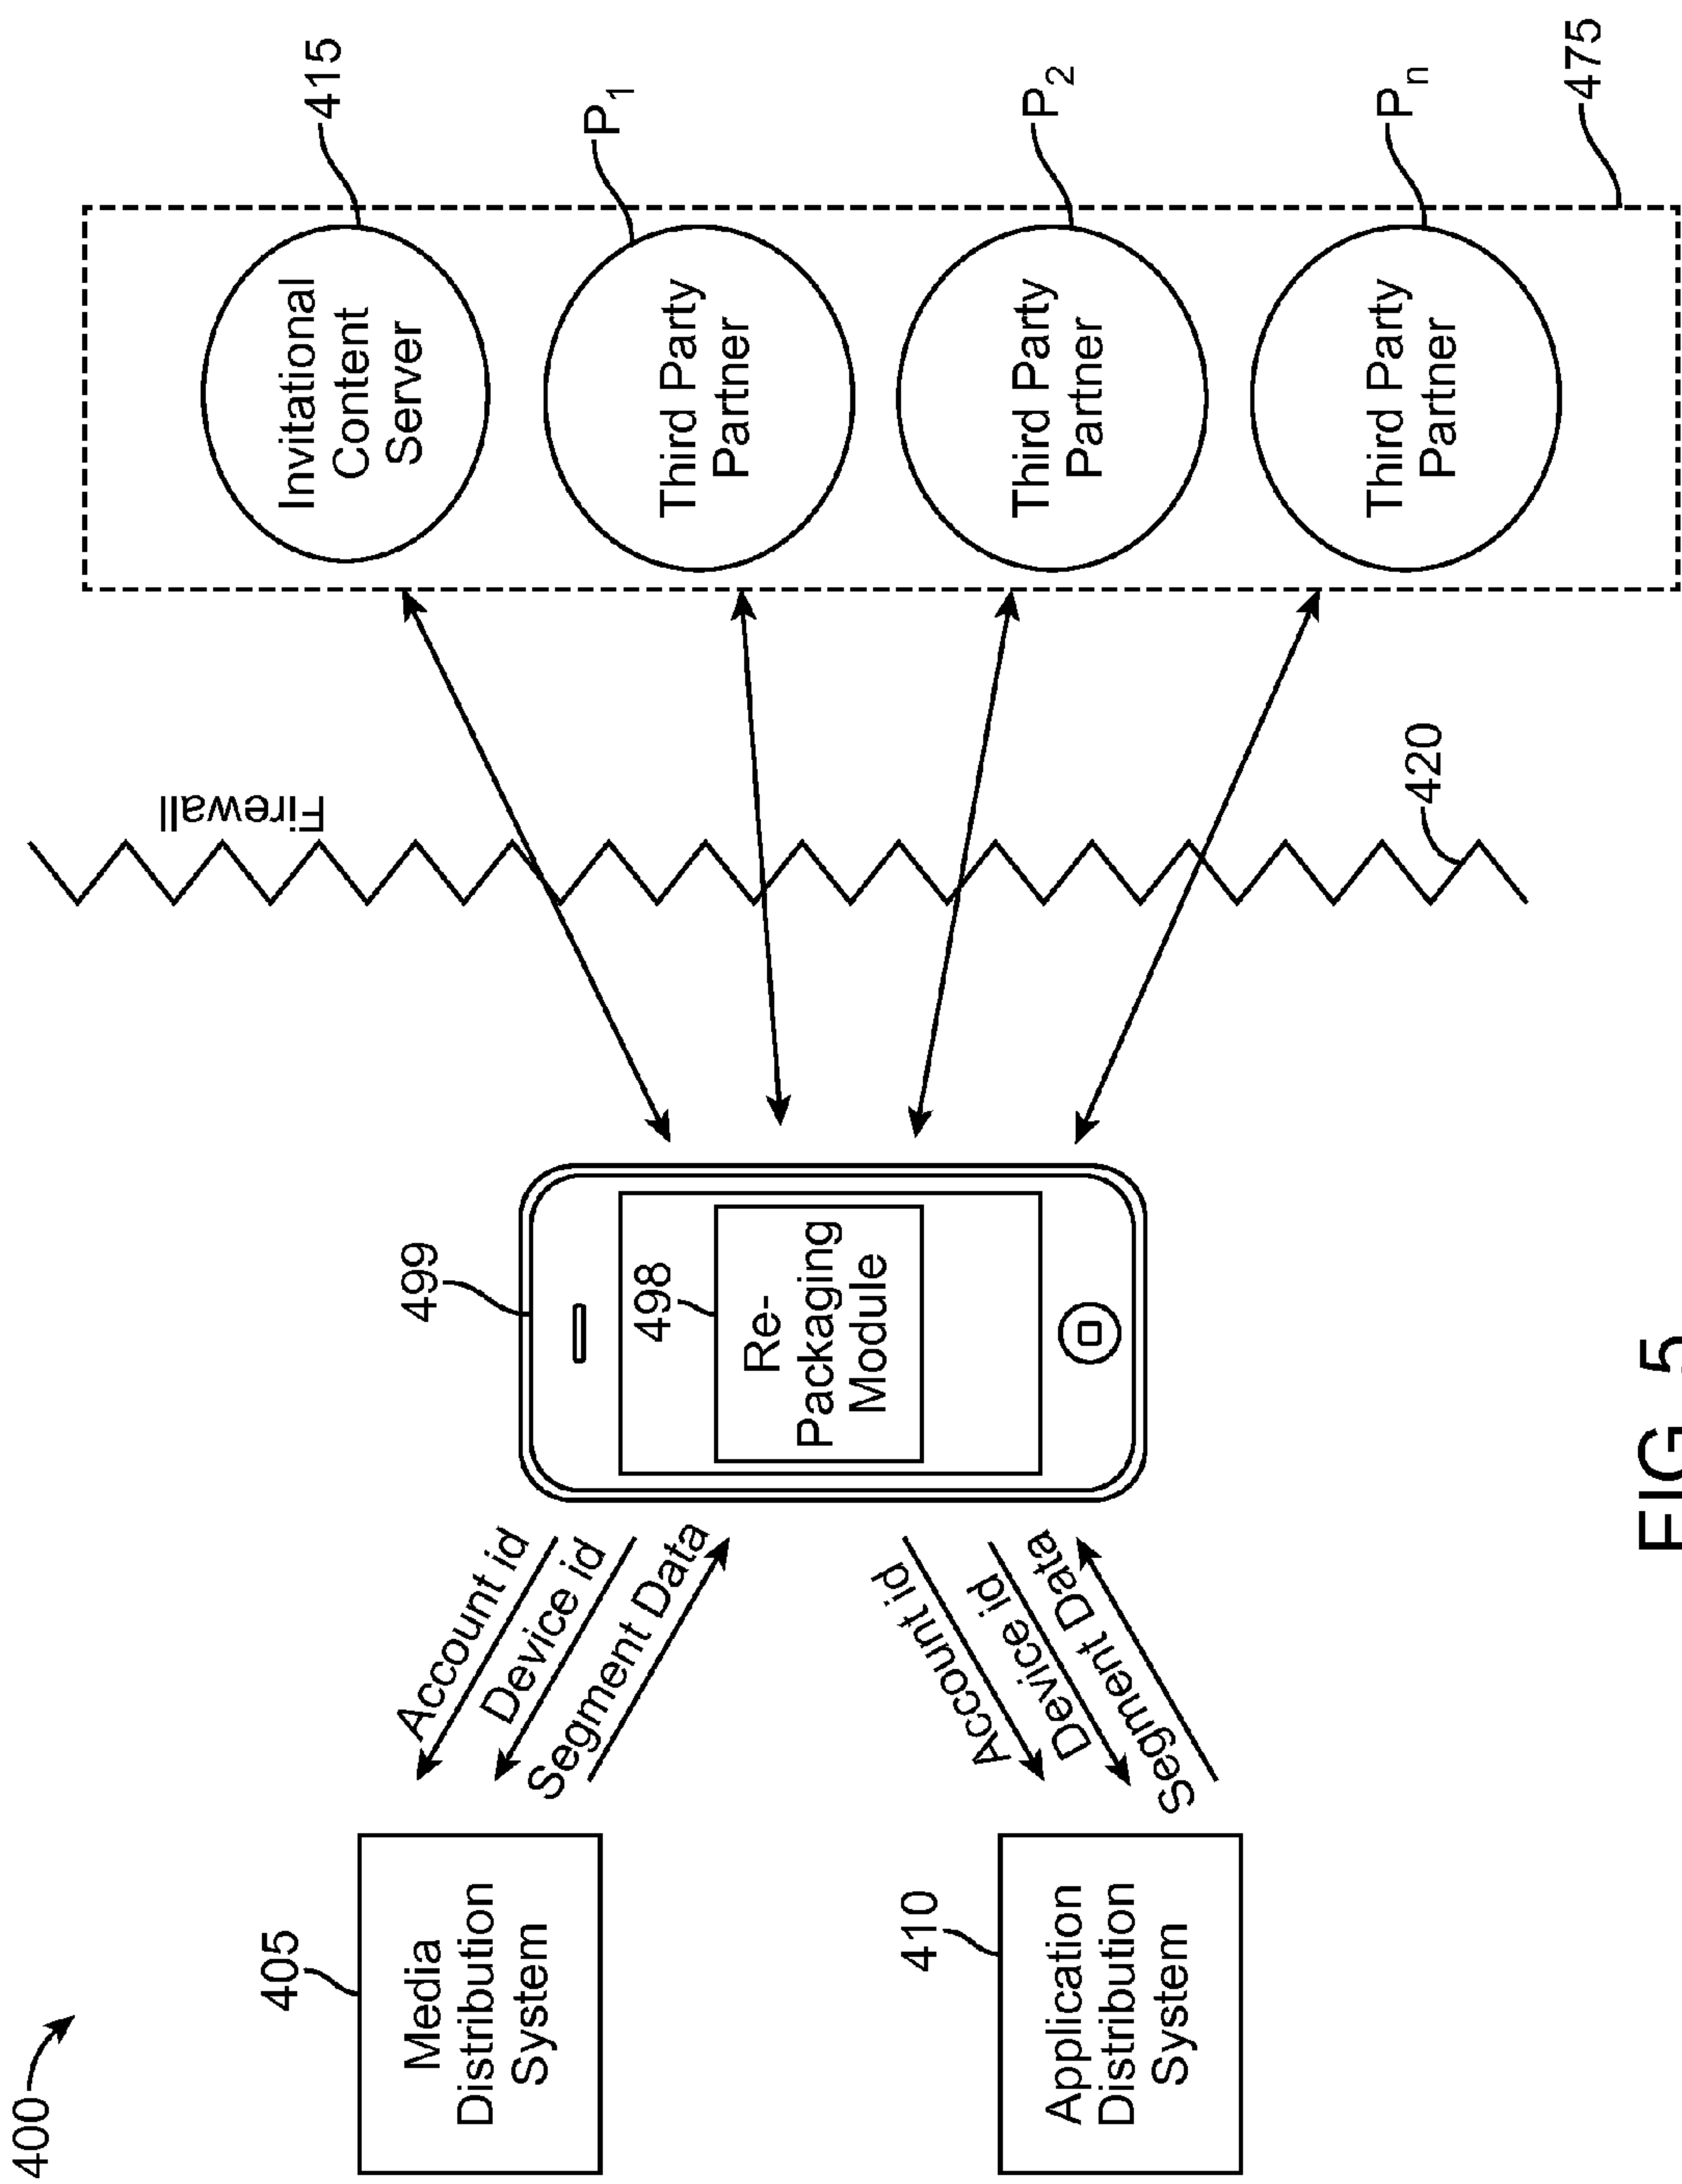 400
405
Media
Distribution
System
410
Application
Distribution
System
Account id
Device id
Segment Data
Account id
Device id
Segment Data
499
498
Re-
Packaging
Module
Firewall
420
Invitational
Content
Server
415
Third Party
Partner
P1
Third Party
Partner
P2
Third Party
Partner
Pn
475
FIG. 5